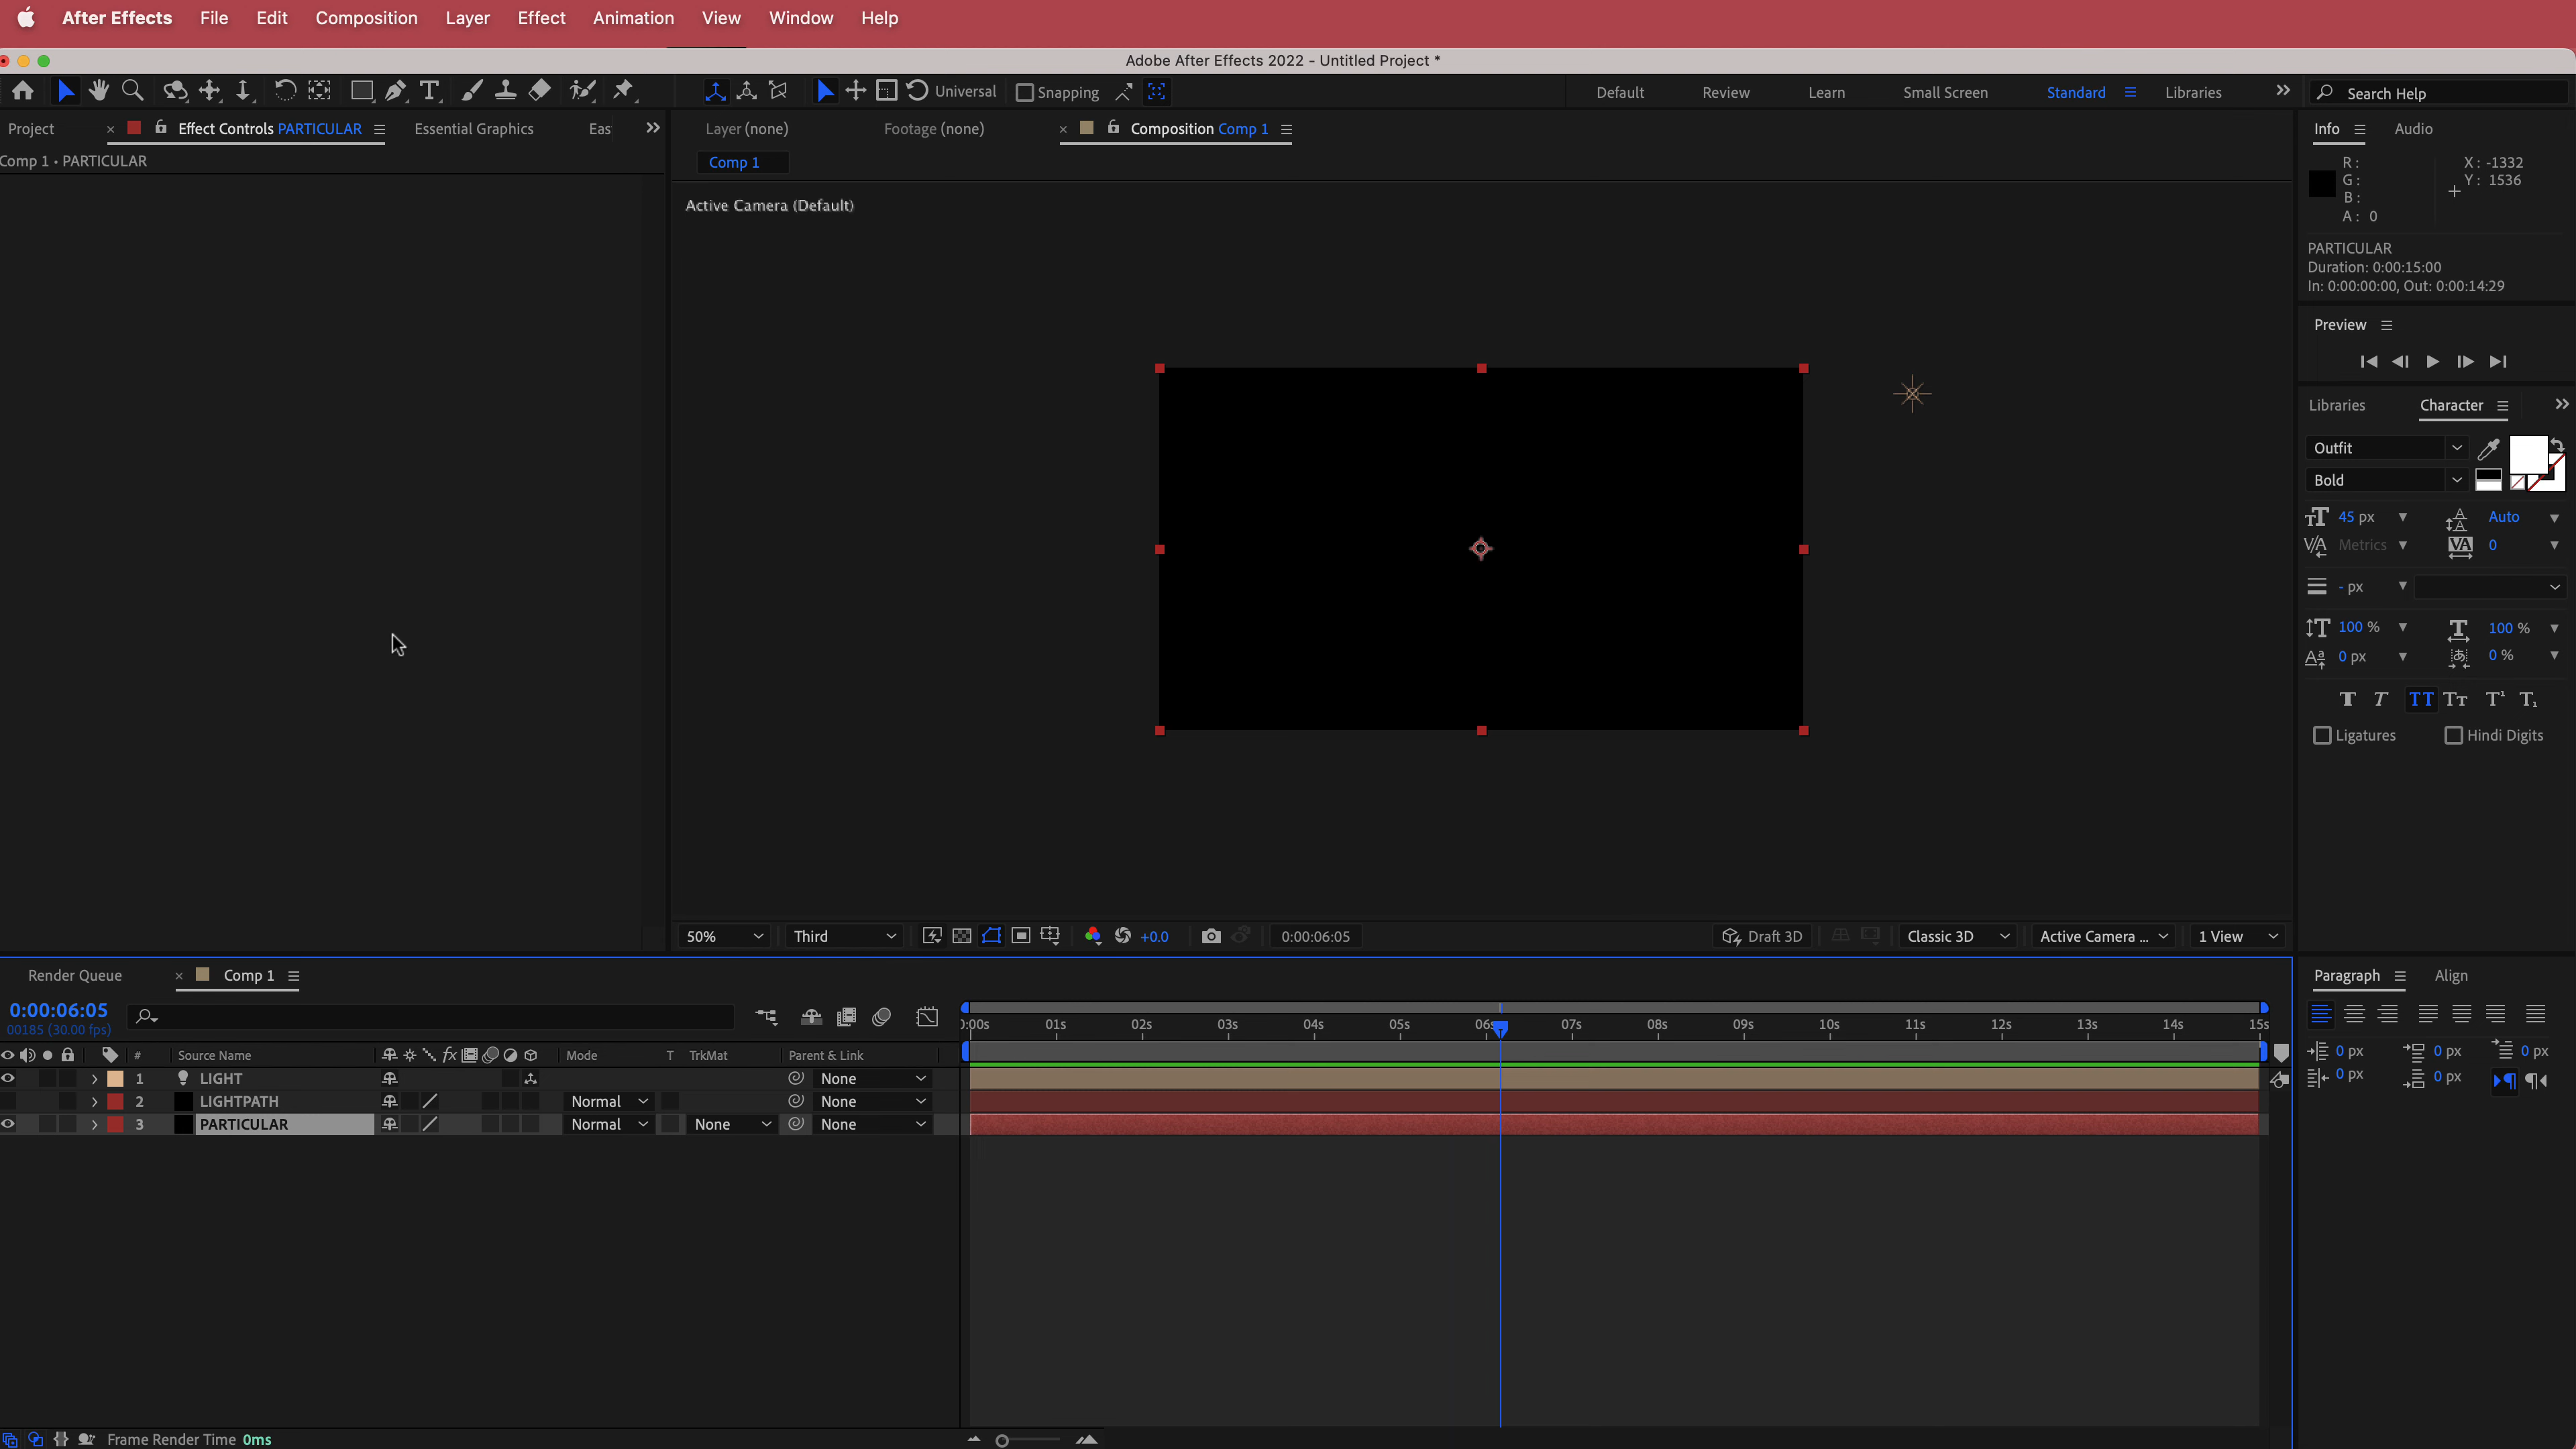 After Effects File Edit Composition Layer Effect Animation View Window Help
Adobe After Effects 2022 - Untitled Project *
Universal Snapping Default Review Learn Small Screen Standard Libraries Search Help
Project Effect Controls PARTICULAR Essential Graphics Eas
Comp 1 • PARTICULAR
Layer (none) Footage (none) Composition Comp 1
Comp 1
Active Camera (Default)
Info Audio
R :
G :
B :
A : 0
X : -1332
Y : 1536
PARTICULAR
Duration: 0:00:15:00
In: 0:00:00:00, Out: 0:00:14:29
Preview
Libraries Character
Outfit
Bold
45 px Auto
Metrics 0
- px
100 % 100 %
0 px 0 %
Ligatures Hindi Digits
50% Third +0.0 0:00:06:05 Draft 3D Classic 3D Active Camera ... 1 View
Render Queue Comp 1
0:00:06:05
00185 (30.00 fps)
):00s 01s 02s 03s 04s 05s 06s 07s 08s 09s 10s 11s 12s 13s 14s 15s
# Source Name Mode T TrkMat Parent & Link
1 LIGHT None
2 LIGHTPATH Normal None
3 PARTICULAR Normal None None
Paragraph Align
0 px 0 px 0 px
0 px 0 px
Frame Render Time 0ms